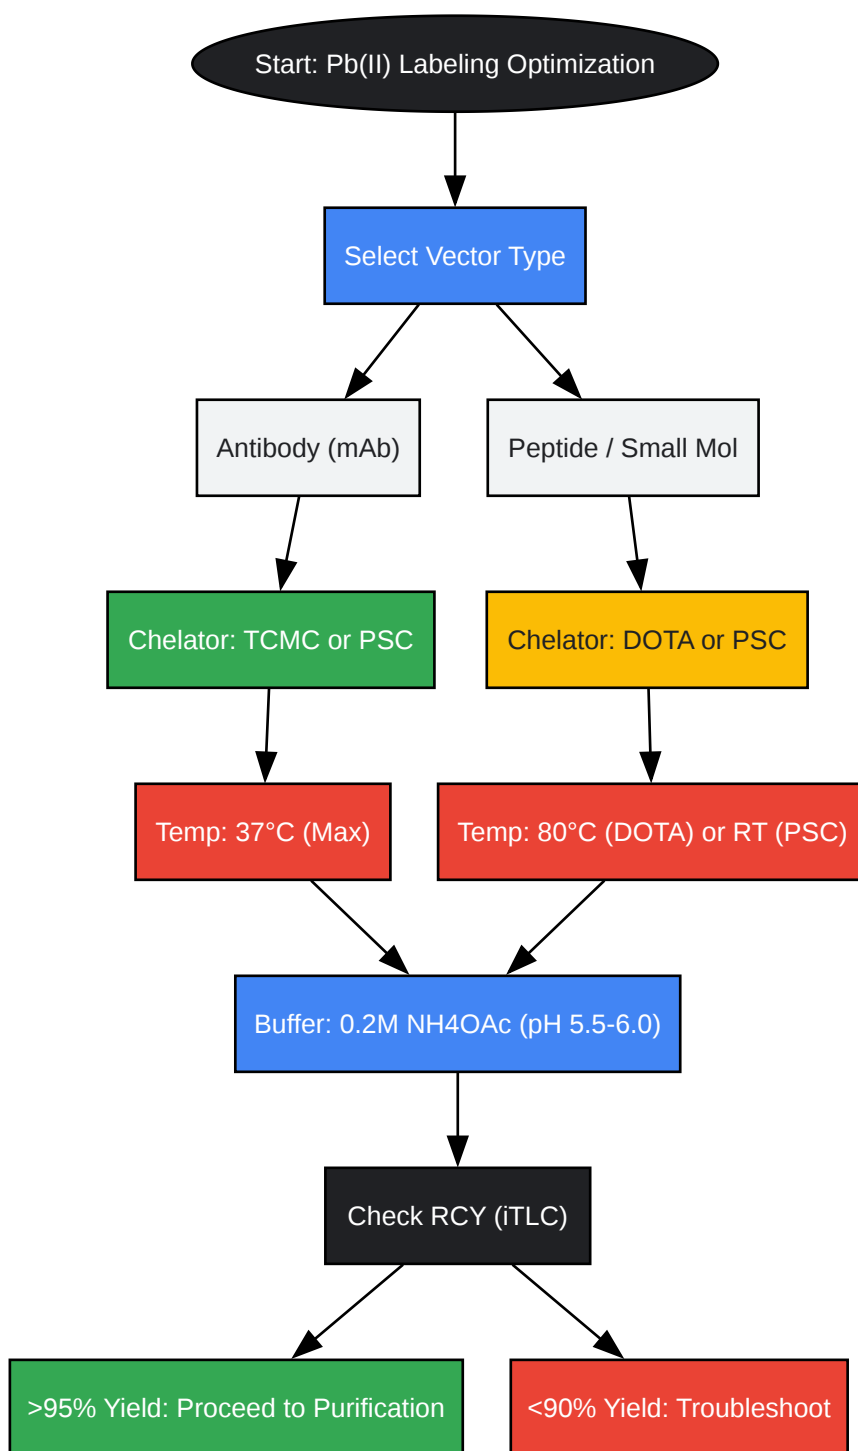 Start: Pb(II) Labeling Optimization
Select Vector Type
Antibody (mAb)
Peptide / Small Mol
Chelator: TCMC or PSC
Chelator: DOTA or PSC
Temp: 37°C (Max)
Temp: 80°C (DOTA) or RT (PSC)
Buffer: 0.2M NH4OAc (pH 5.5-6.0)
Check RCY (iTLC)
>95% Yield: Proceed to Purification
<90% Yield: Troubleshoot